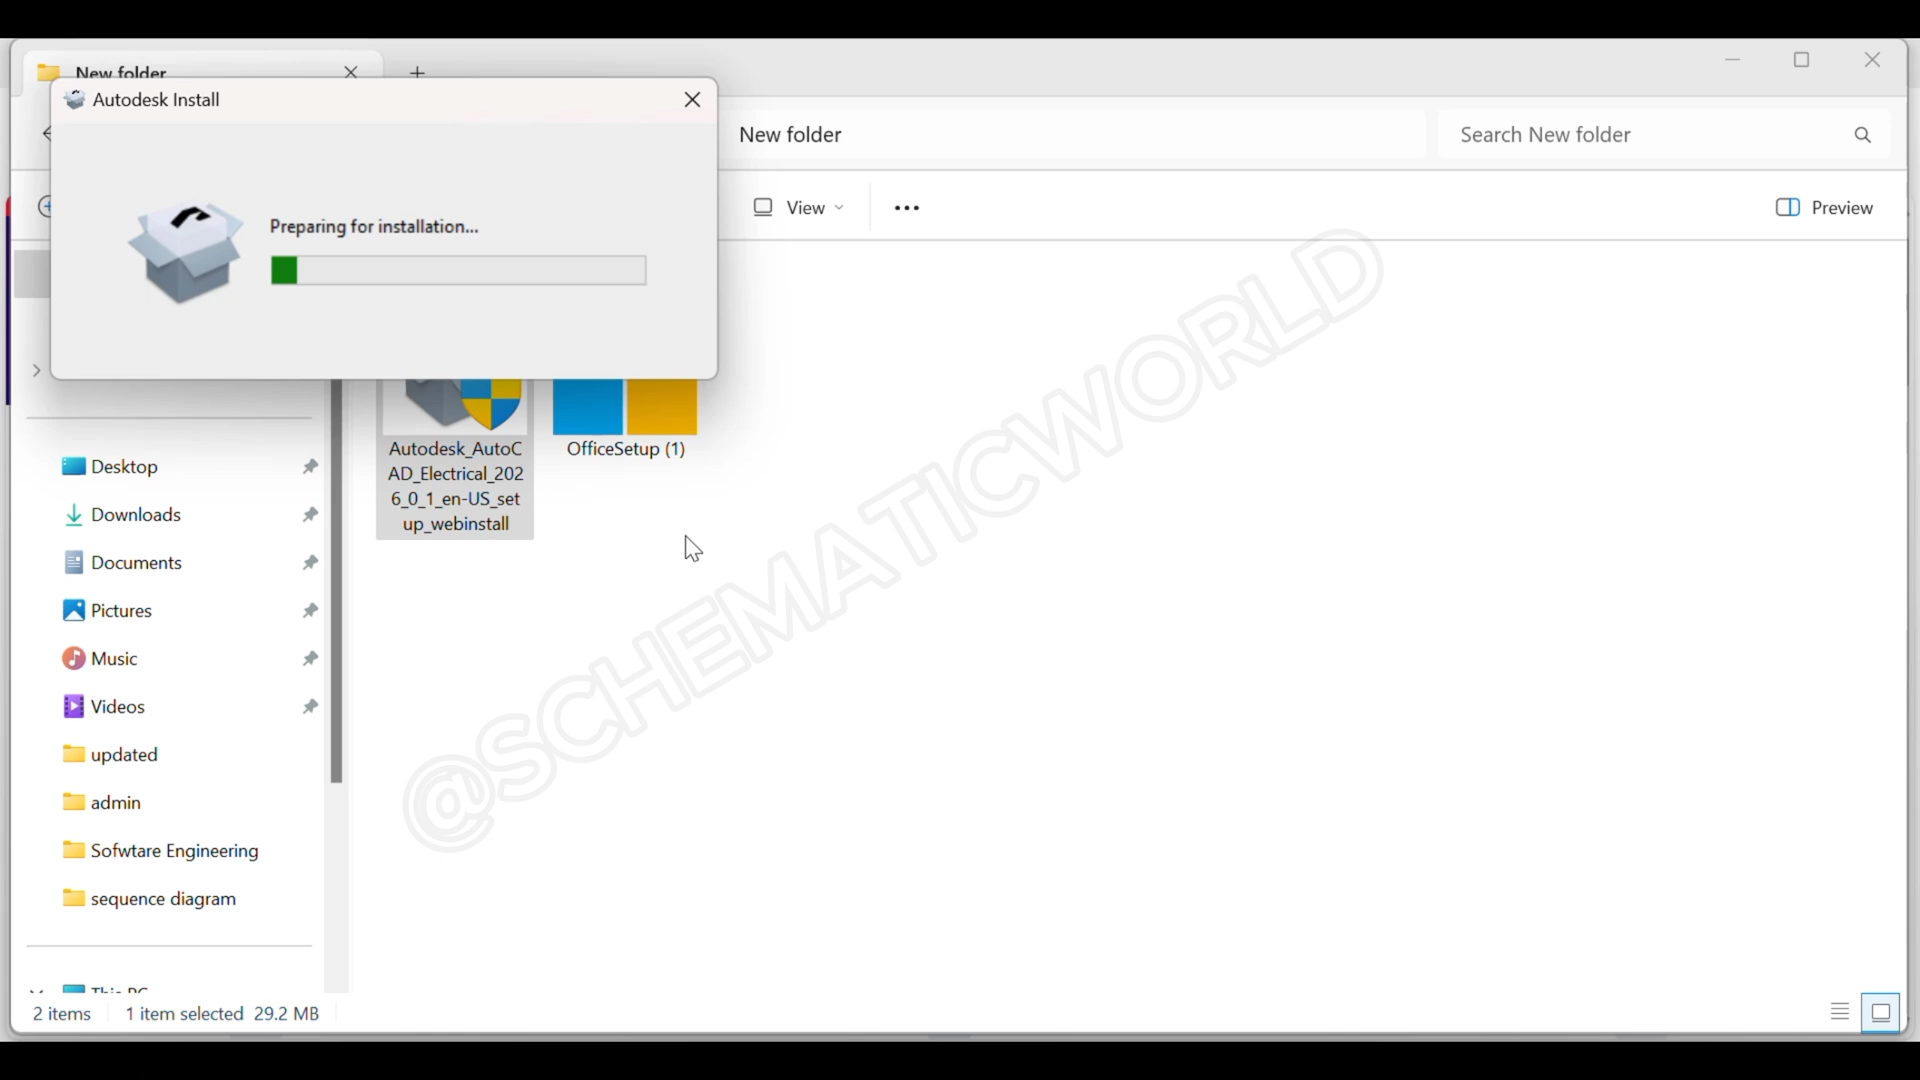 New folder
Autodesk Install
New folder
Search New folder
Preparing for installation...
View
Preview
Autodesk_AutoC
AD_Electrical_202
6_0_1_en-US_set
up_webinstall
OfficeSetup (1)
Desktop
Downloads
Documents
Pictures
Music
Videos
updated
admin
Sofwtare Engineering
sequence diagram
This PC
2 items
1 item selected 29.2 MB
@SCHEMATICWORLD